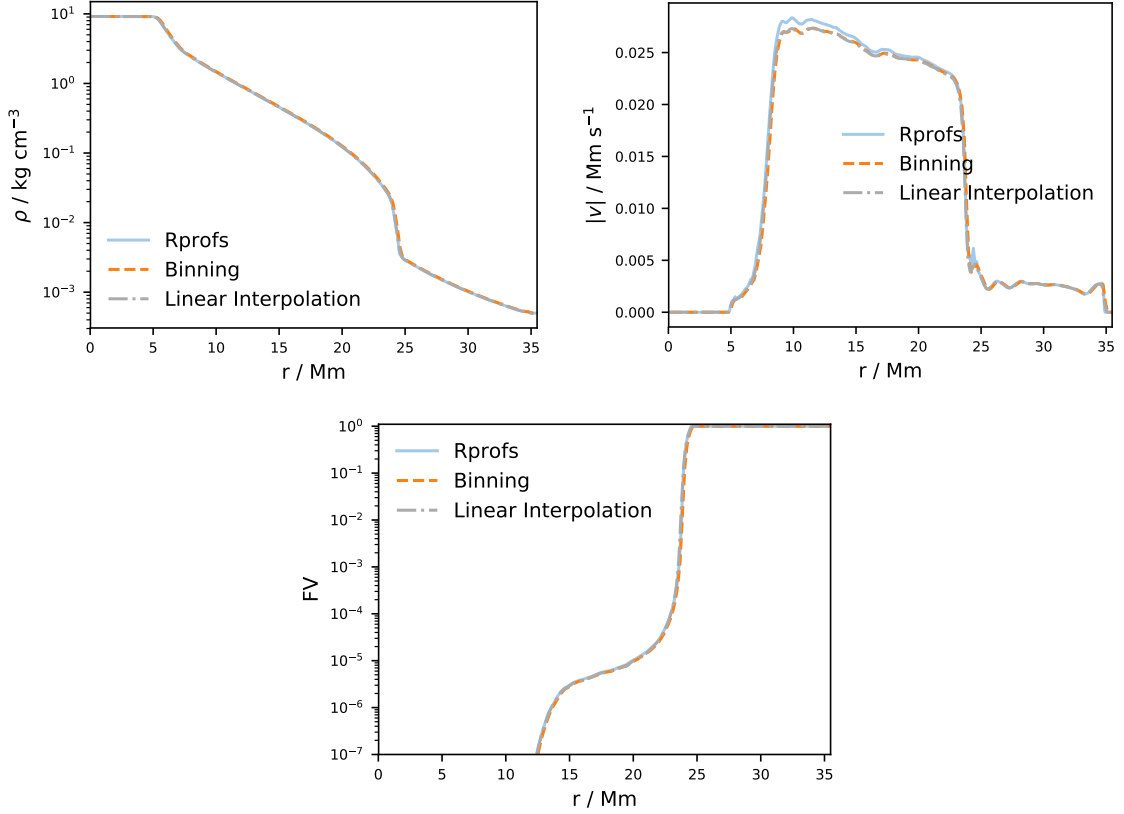 10¹
10⁰
10⁻¹
10⁻²
10⁻³
ρ / kg cm⁻³
Rprofs
Binning
Linear Interpolation
0 5 10 15 20 25 30 35
r / Mm
0.025
0.020
0.015
0.010
0.005
0.000
|v| / Mm s⁻¹
Rprofs
Binning
Linear Interpolation
0 5 10 15 20 25 30 35
r / Mm
10⁰
10⁻¹
10⁻²
10⁻³
10⁻⁴
10⁻⁵
10⁻⁶
10⁻⁷
FV
Rprofs
Binning
Linear Interpolation
0 5 10 15 20 25 30 35
r / Mm